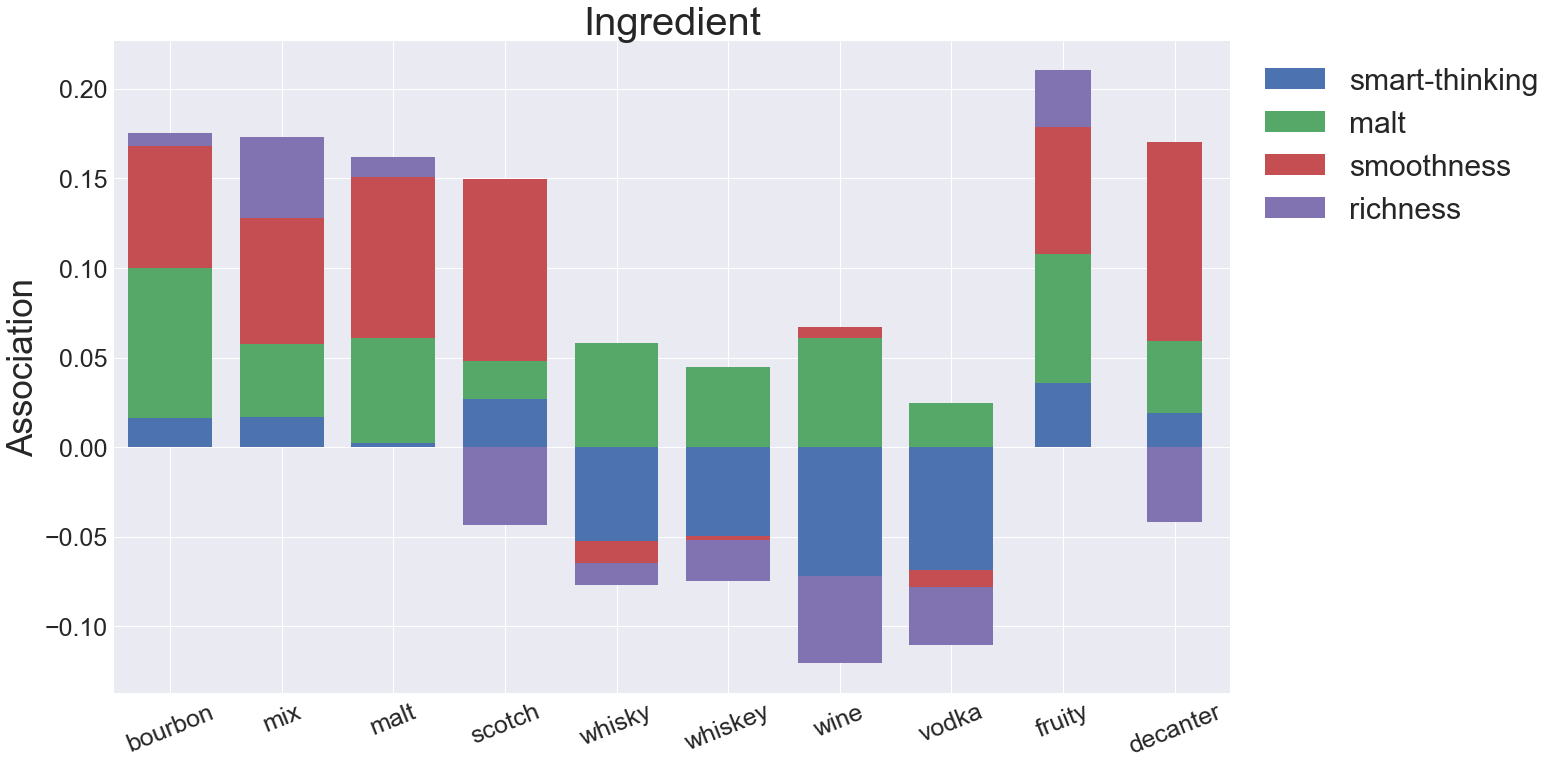 Ingredient
Association
0.20
0.15
0.10
0.05
0.00
−0.05
−0.10
bourbon
mix
malt
scotch
whisky
whiskey
wine
vodka
fruity
decanter
smart-thinking
malt
smoothness
richness